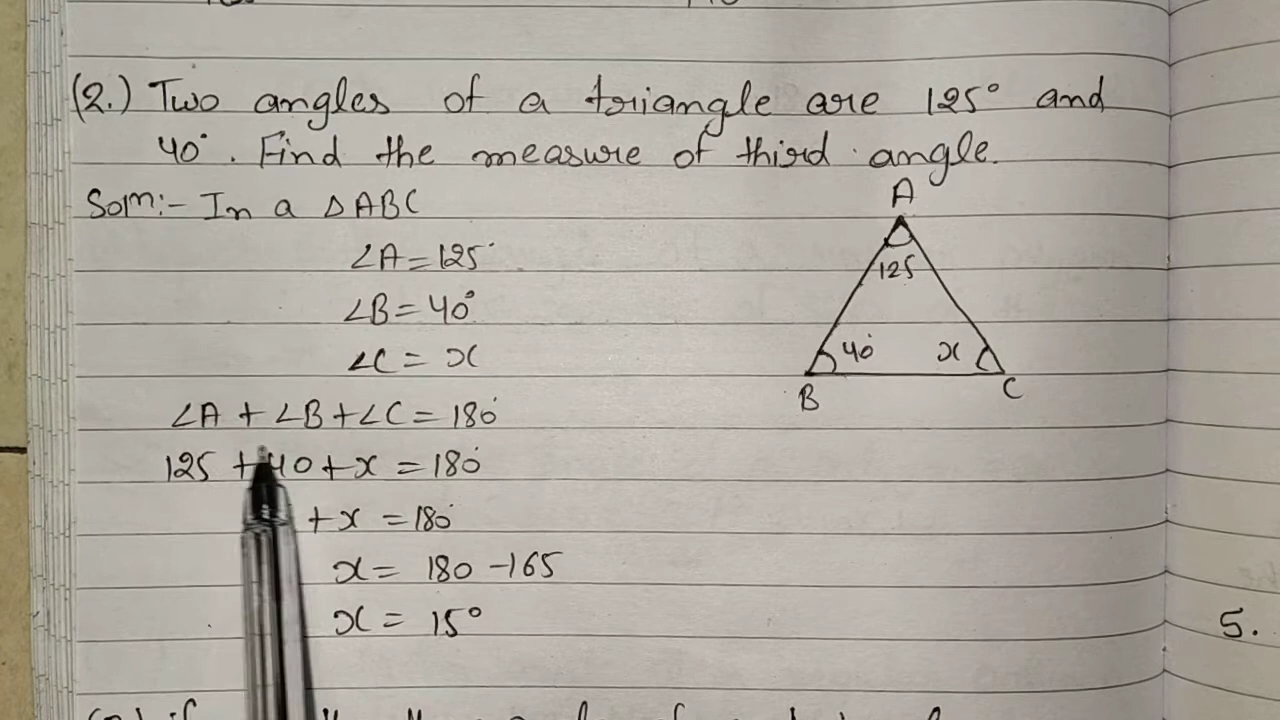 (2.) Two angles of a triangle are 125° and
40°. Find the measure of third angle.
Soln:- In a △ABC
∠A = 125°
∠B = 40°
∠C = x
∠A + ∠B + ∠C = 180°
125 + 40 + x = 180°
+ x = 180°
x = 180 - 165
x = 15°
A
125
40°
x
B
C
5.